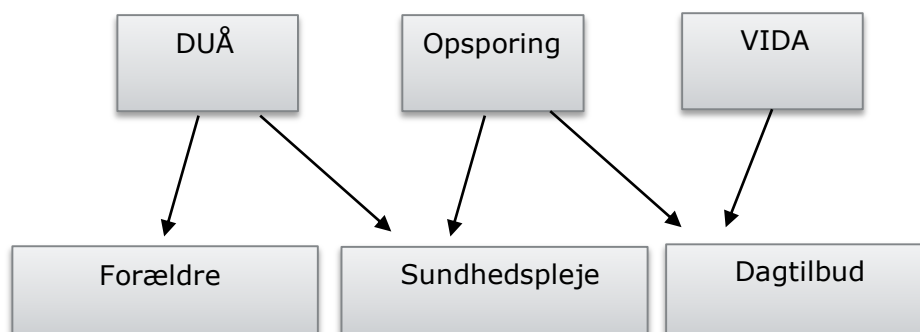 DUÅ
Opsporing
VIDA
Forældre
Sundhedspleje
Dagtilbud